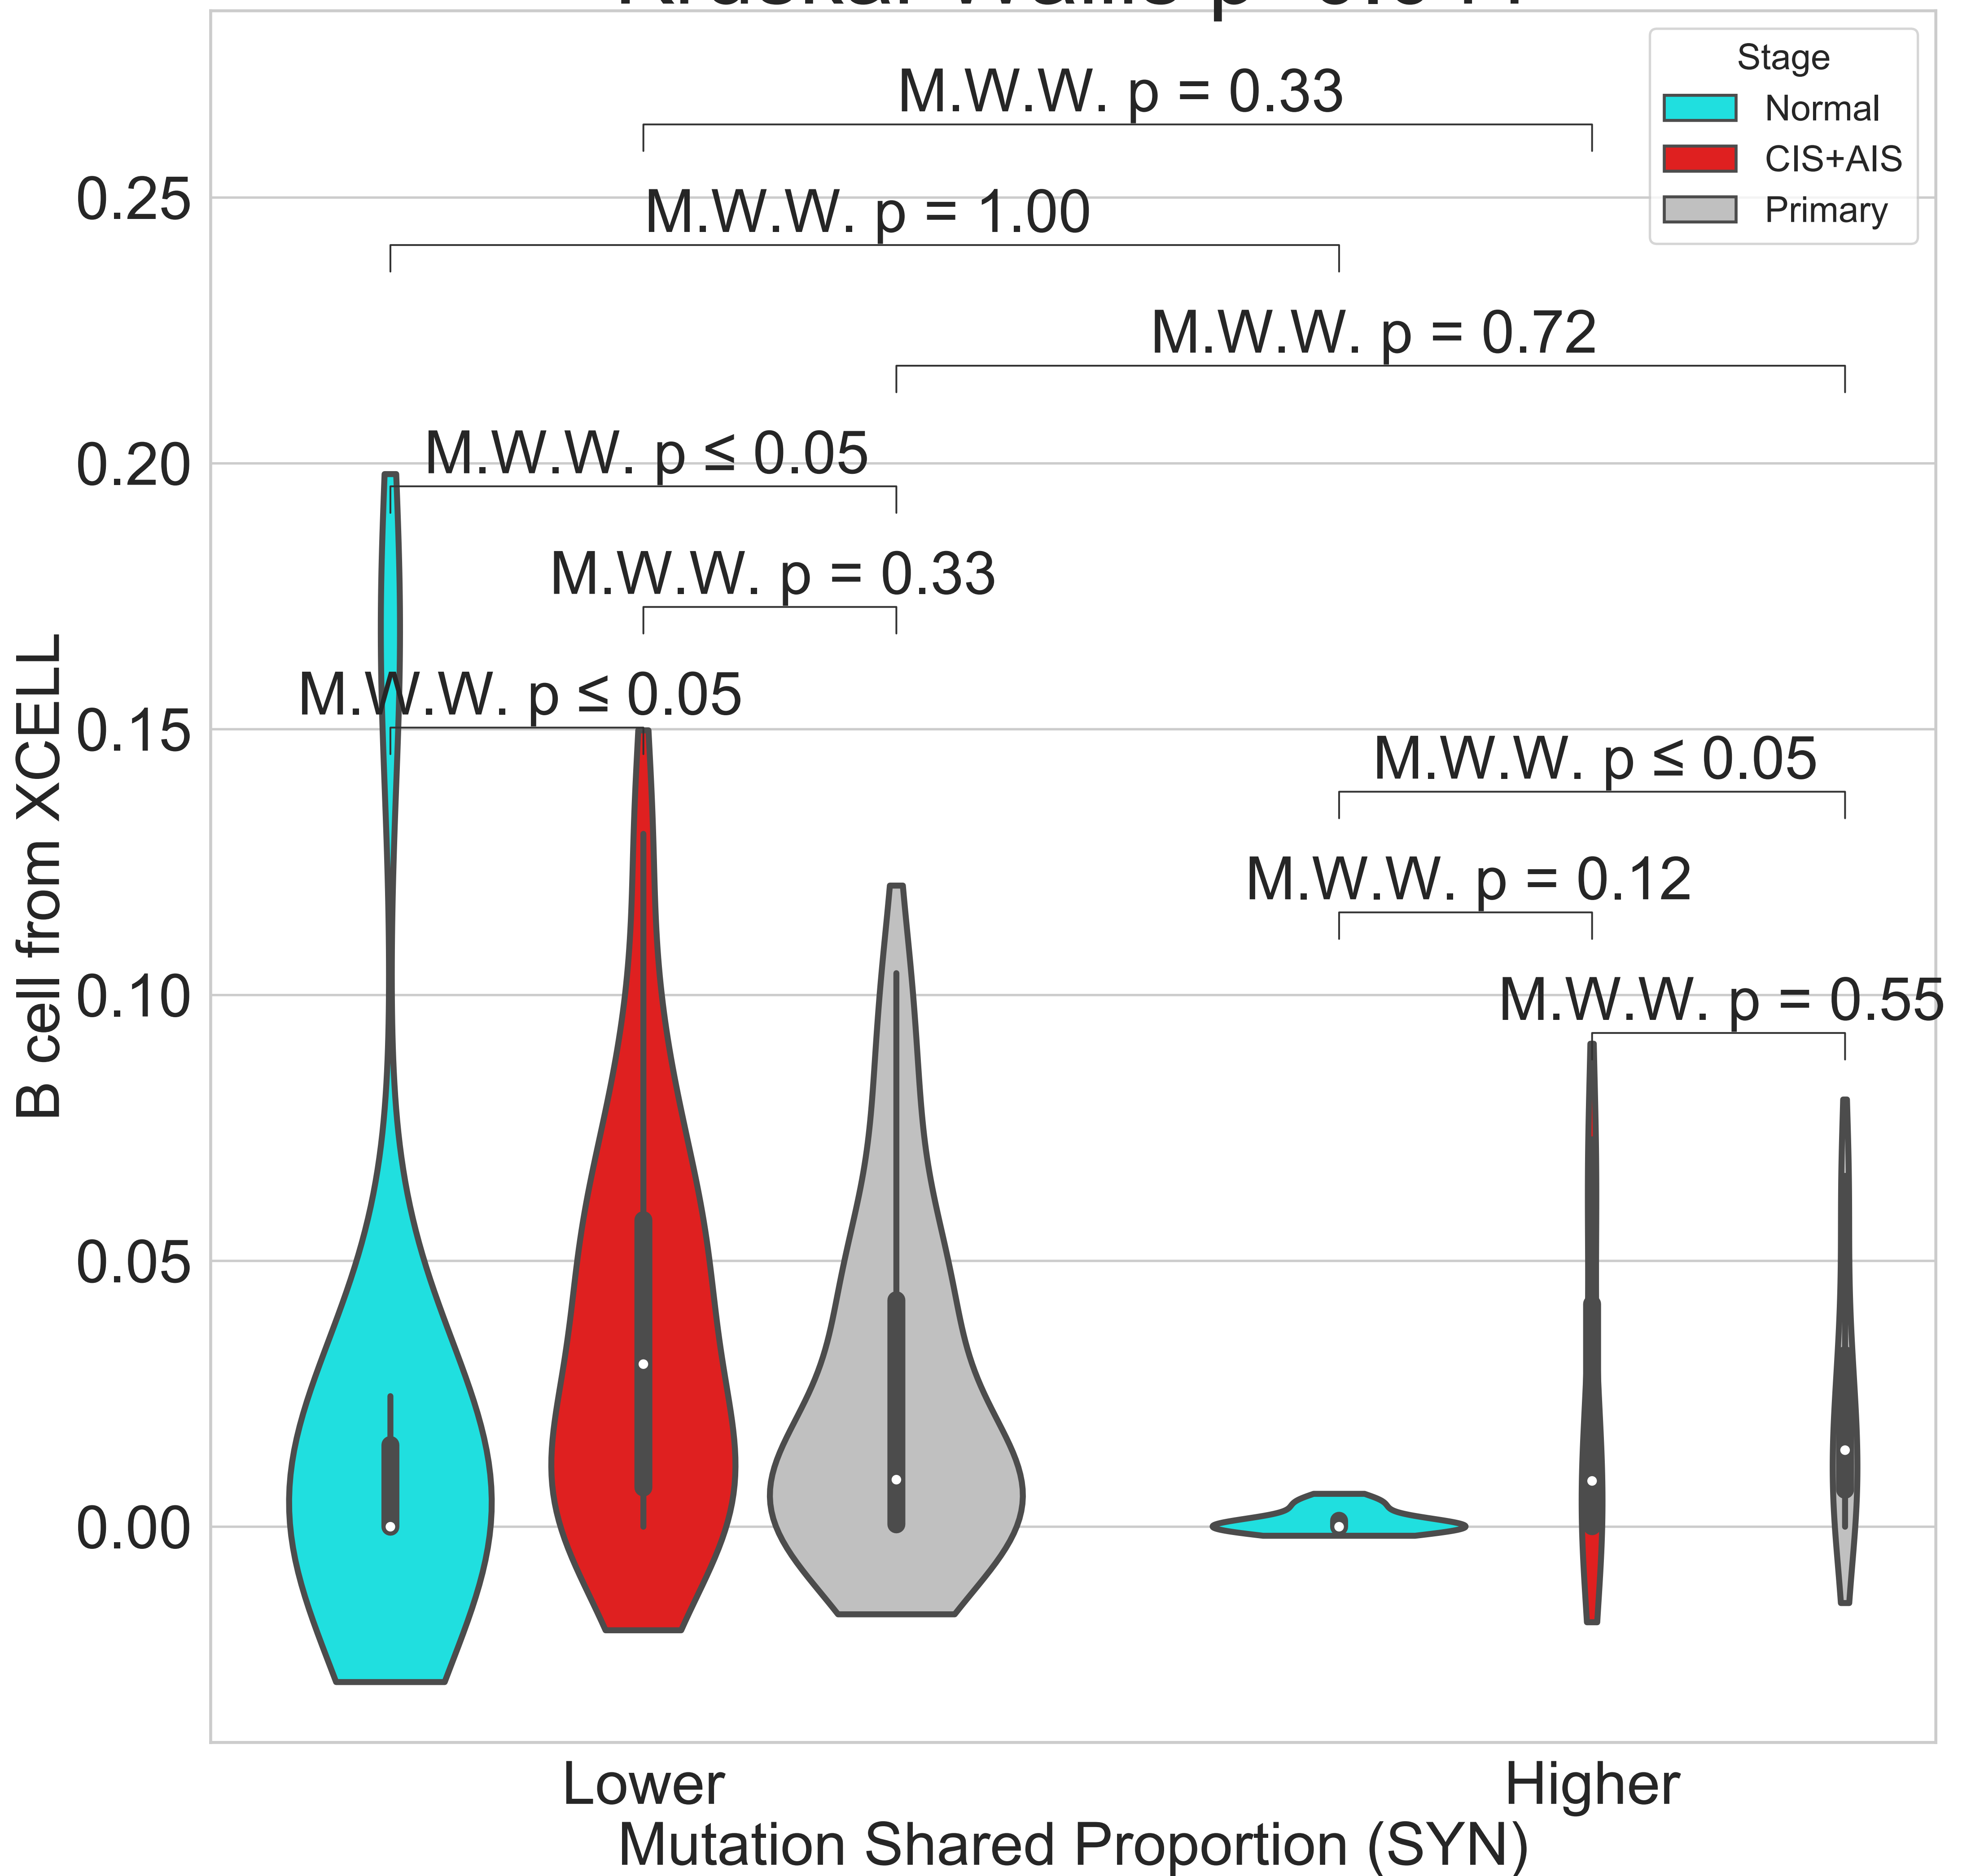 Stage
Normal
CIS+AIS
Primary
M.W.W. p = 0.33
M.W.W. p = 1.00
M.W.W. p = 0.72
M.W.W. p ≤ 0.05
M.W.W. p = 0.33
M.W.W. p ≤ 0.05
M.W.W. p ≤ 0.05
M.W.W. p = 0.12
M.W.W. p = 0.55
0.25
0.20
0.15
0.10
0.05
0.00
B cell from XCELL
Lower
Higher
Mutation Shared Proportion (SYN)